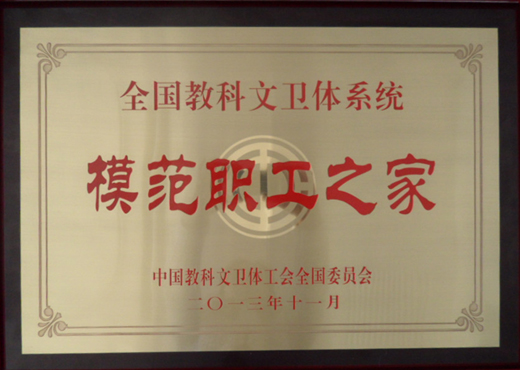 全国教科文卫体系统
模范职工之家
中国教科文卫体工会全国委员会
二〇一三年十一月